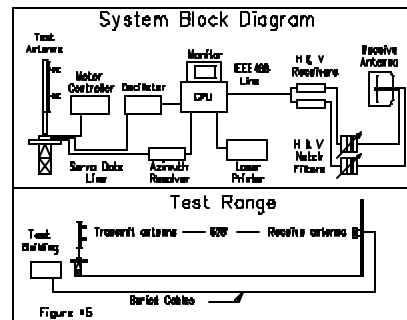 System Block Diagram
Test
Antenna
Monitor
H & V
Receivers
Receive
Antenna
Motor
Controller
Oscillator
IEEE 488
Line
CPU
Servo Data
Line
Azimuth
Resolver
Laser
Printer
H & V
Notch
Filters
Test Range
Test
Building
Transmit antenna
Receive antenna
Buried Cables
Figure #5